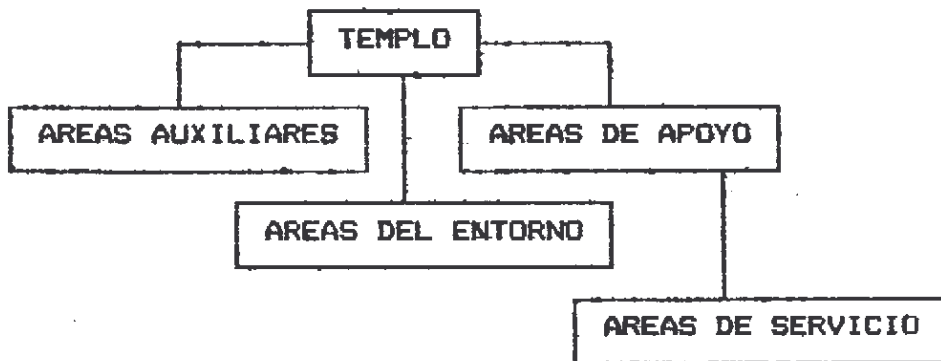 TEMPLO
AREAS AUXILIARES
AREAS DE APOYO
AREAS DEL ENTORNO
AREAS DE SERVICIO